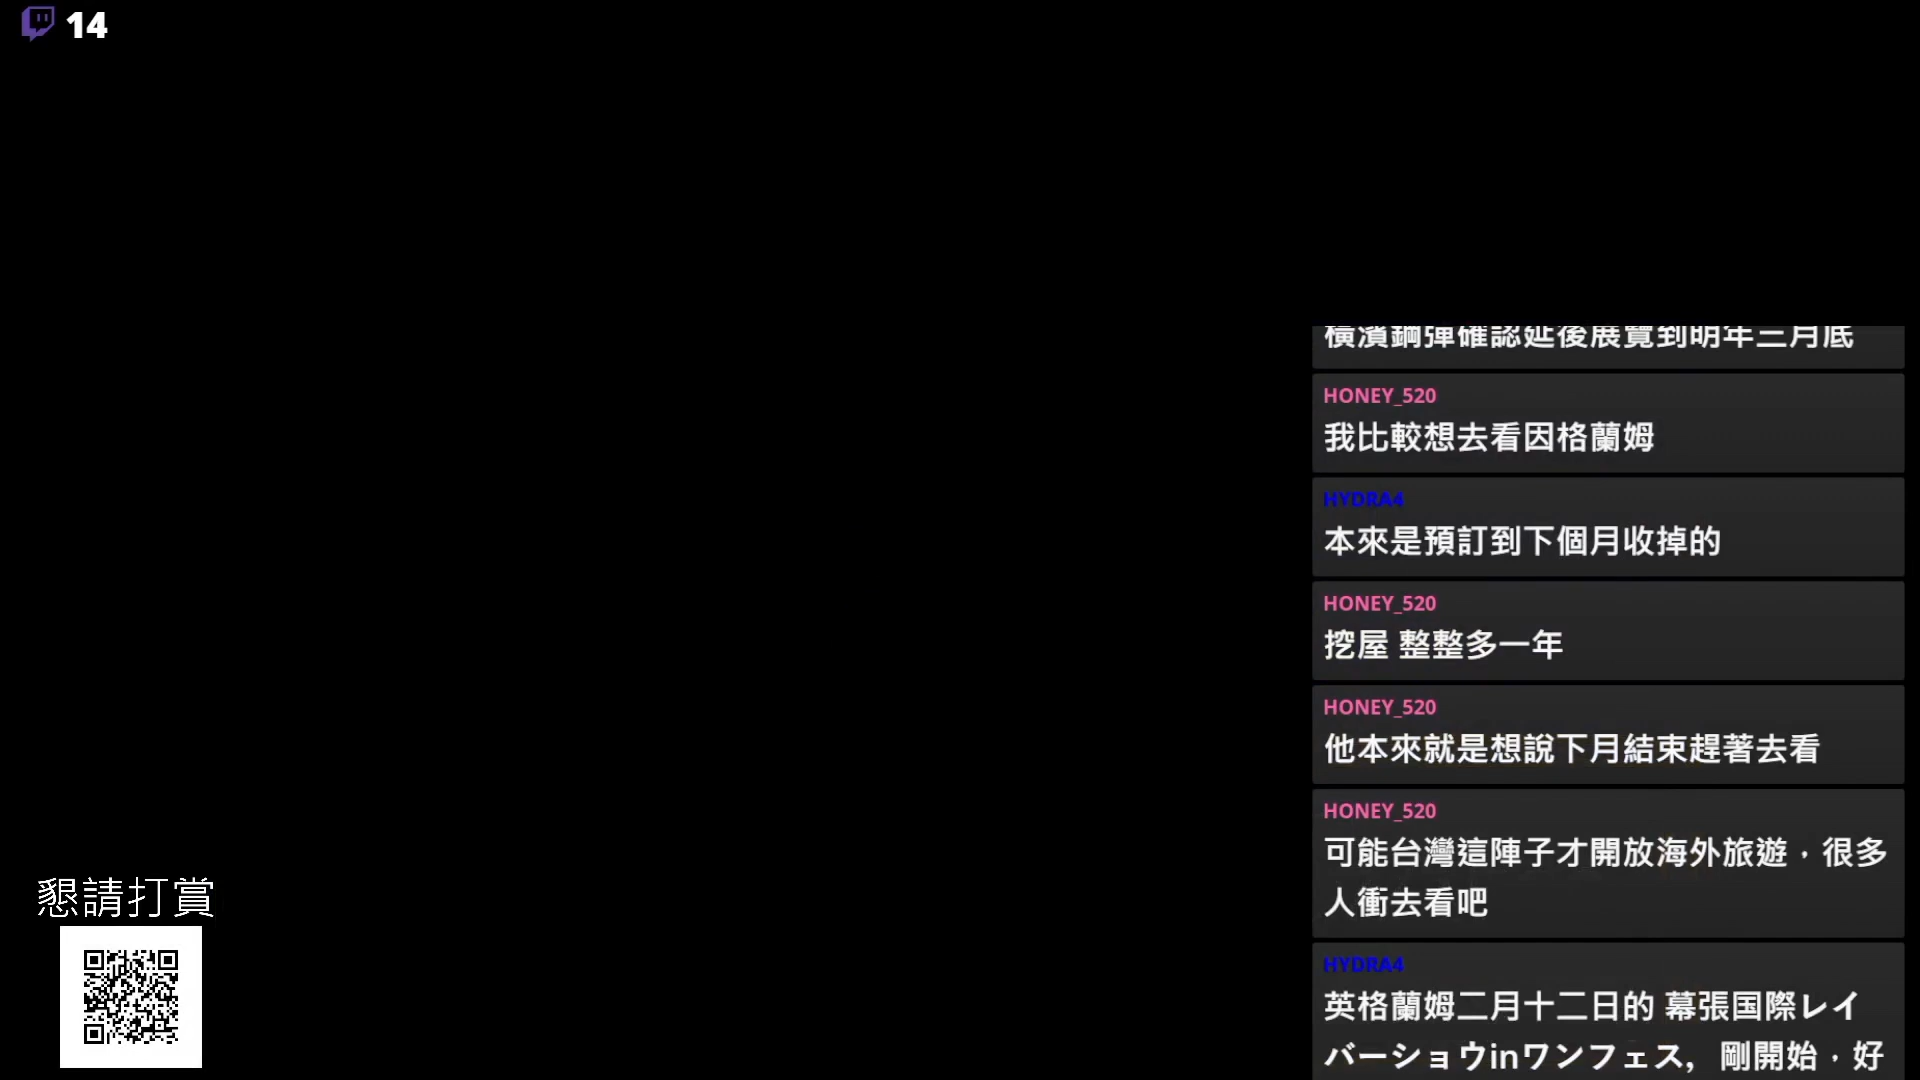 14
橫濱鋼彈確認延後展覽到明年三月底
HONEY_520
我比較想去看因格蘭姆
HYDRA4
本來是預訂到下個月收掉的
HONEY_520
挖屋 整整多一年
HONEY_520
他本來就是想說下月結束趕著去看
HONEY_520
可能台灣這陣子才開放海外旅遊，很多
人衝去看吧
HYDRA4
英格蘭姆二月十二日的 幕張国際レイ
バーショウinワンフェス,  剛開始，好
懇請打賞